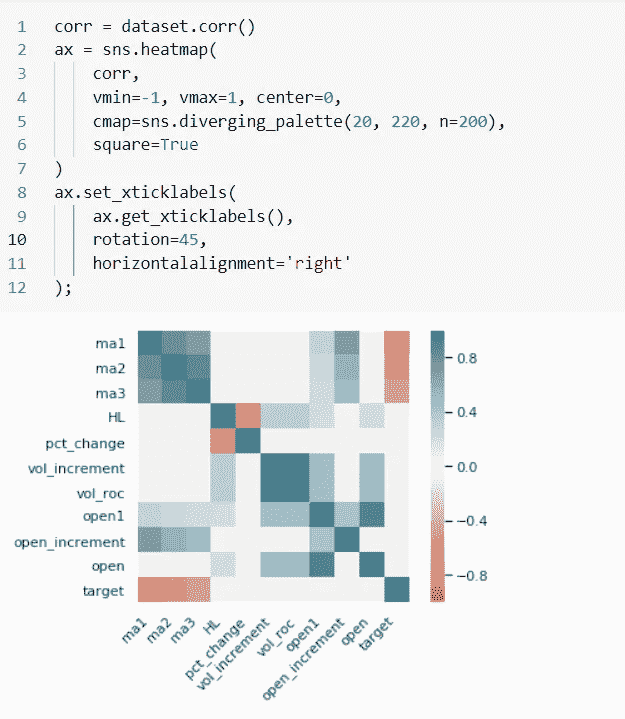 1 corr = dataset.corr()
2 ax = sns.heatmap(
3 corr,
4 vmin=-1, vmax=1, center=0,
5 cmap=sns.diverging_palette(20, 220, n=200),
6 square=True
7 )
8 ax.set_xticklabels(
9 ax.get_xticklabels(),
10 rotation=45,
11 horizontalalignment='right'
12 );
ma1
ma2
ma3
HL
pct_change
vol_increment
vol_roc
open1
open_increment
open
target
0.8
0.4
0.0
−0.4
−0.8
ma1
ma2
ma3
HL
pct_change
vol_increment
vol_roc
open1
open_increment
open
target